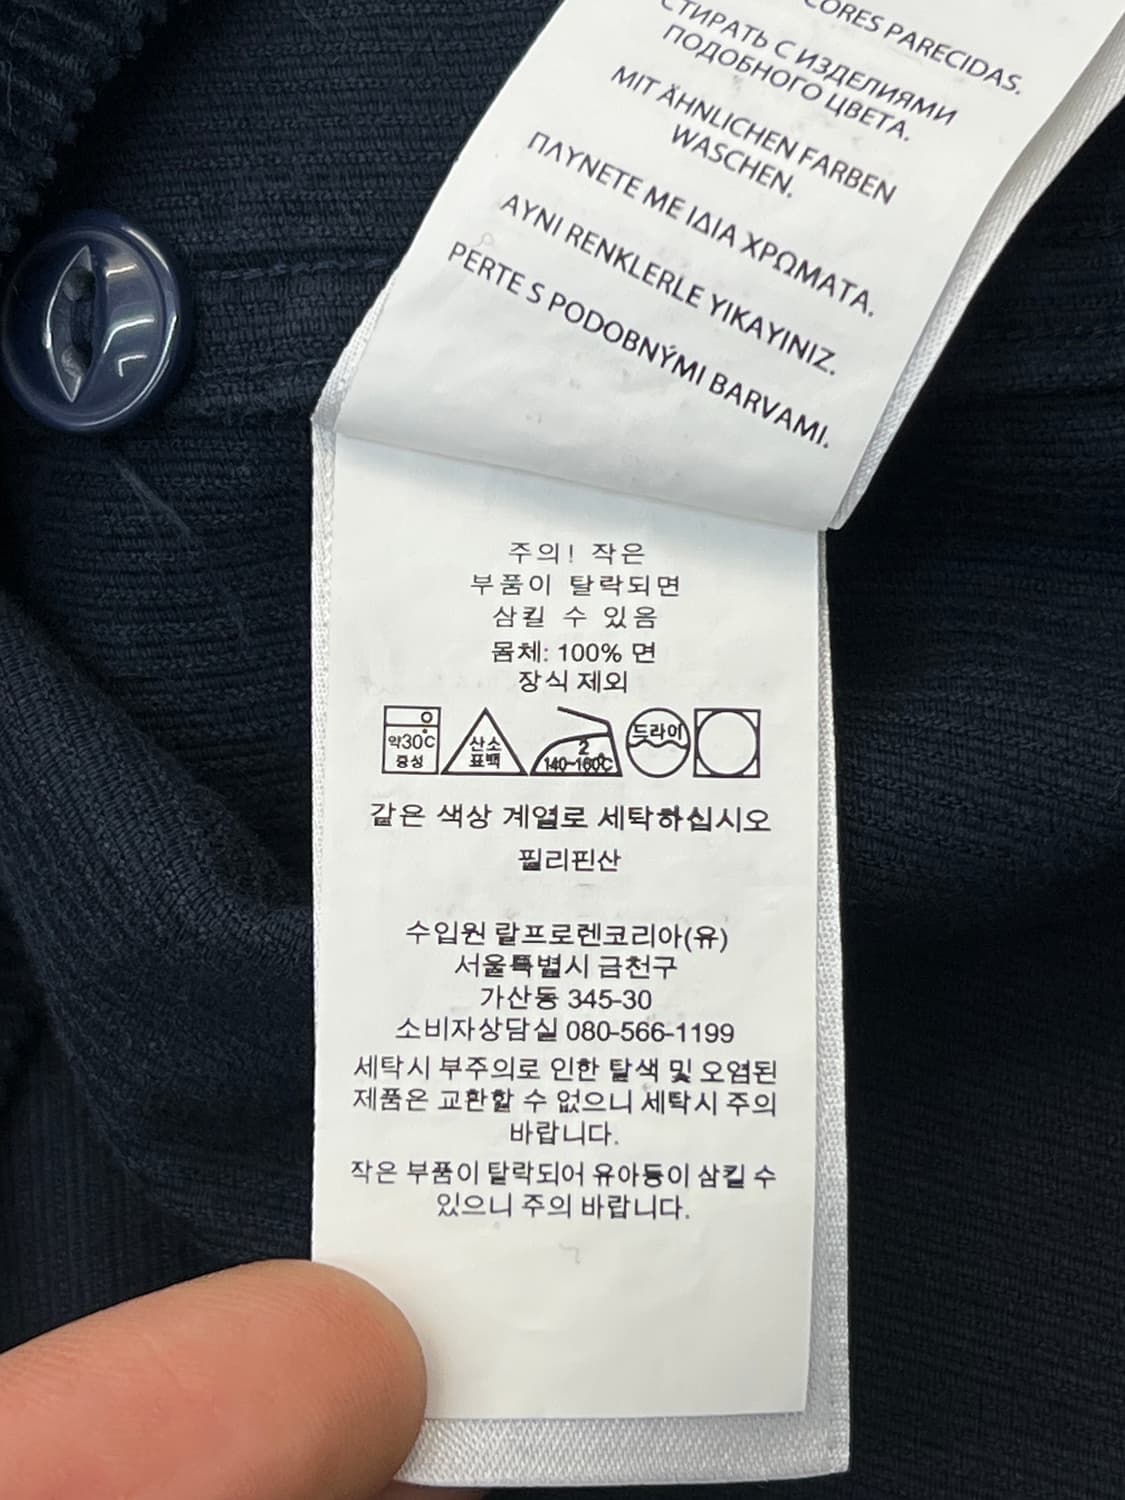 CORES PARECIDAS.
СТИРАТЬ С ИЗДЕЛИЯМИ
ПОДОБНОГО ЦВЕТА.
MIT ÄHNLICHEN FARBEN
WASCHEN.
ΠΛΥΝΕΤΕ ΜΕ ΙΔΙΑ ΧΡΩΜΑΤΑ.
AYNI RENKLERLE YIKAYINIZ.
PERTE S PODOBNÝMI BARVAMI.
주의! 작은
부품이 탈락되면
삼킬 수 있음
몸체: 100% 면
장식 제외
약30°C
중성
산소
표백
2
140~160°C
드라이
같은 색상 계열로 세탁하십시오
필리핀산
수입원 랄프로렌코리아(유)
서울특별시 금천구
가산동 345-30
소비자상담실 080-566-1199
세탁시 부주의로 인한 탈색 및 오염된
제품은 교환할 수 없으니 세탁시 주의
바랍니다.
작은 부품이 탈락되어 유아등이 삼킬 수
있으니 주의 바랍니다.